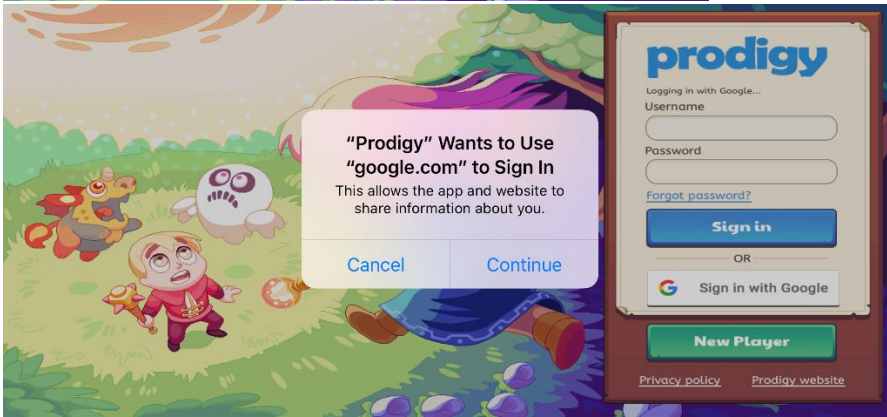 “Prodigy” Wants to Use
“google.com” to Sign In
This allows the app and website to
share information about you.
Cancel Continue
prodigy
Logging in with Google...
Username
Password
Forgot password?
Sign in
OR
Sign in with Google
New Player
Privacy policy Prodigy website